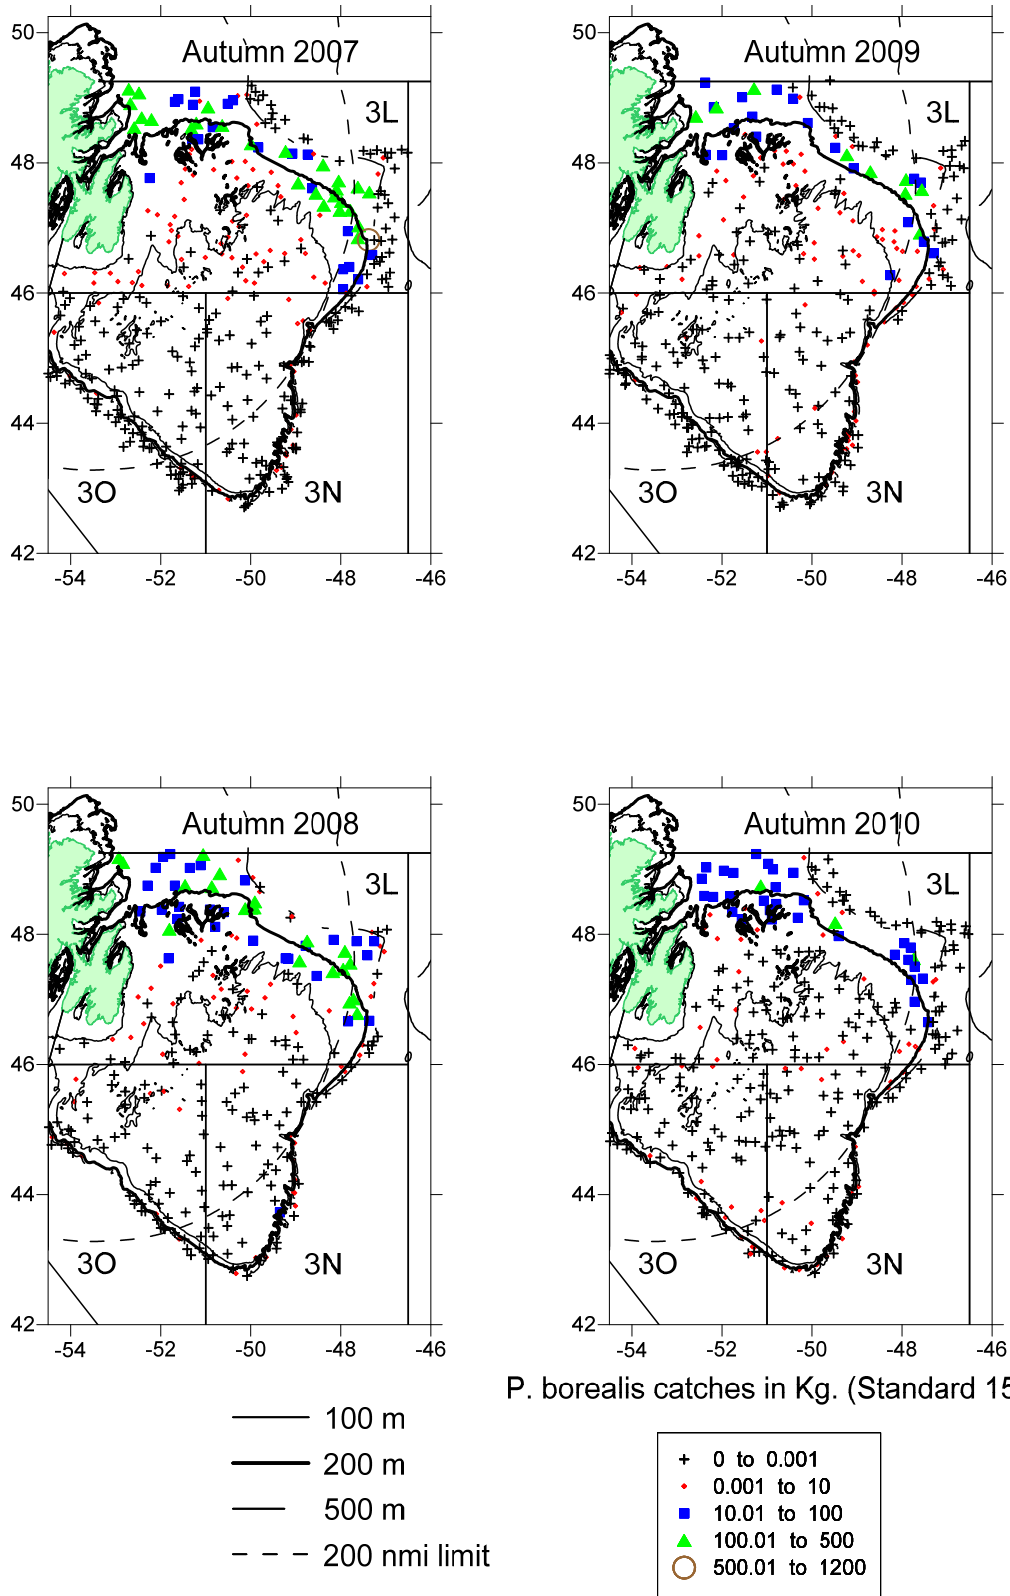 Autumn 2007
Autumn 2009
50
48
46
44
42
3L
3O
3N
-54
-52
-50
-48
-46
50
48
46
44
42
3L
3O
3N
-54
-52
-50
-48
-46
Autumn 2008
Autumn 2010
50
48
46
44
42
3L
3O
3N
-54
-52
-50
-48
-46
50
48
46
44
42
3L
3O
3N
-54
-52
-50
-48
-46
P. borealis catches in Kg. (Standard 15
100 m
200 m
500 m
200 nmi limit
0 to 0.001
0.001 to 10
10.01 to 100
100.01 to 500
500.01 to 1200